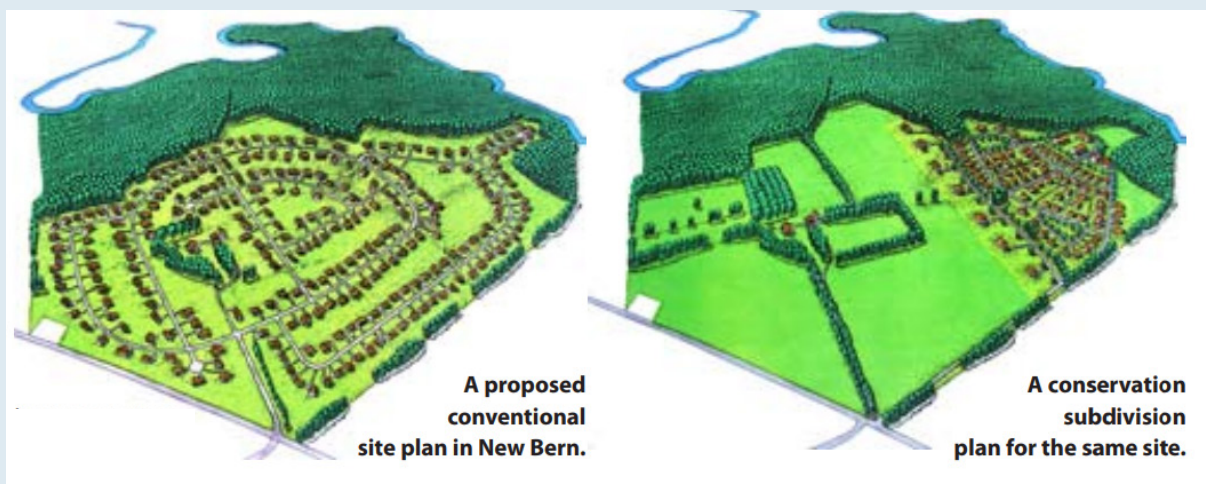 A proposed
conventional
site plan in New Bern.
A conservation
subdivision
plan for the same site.